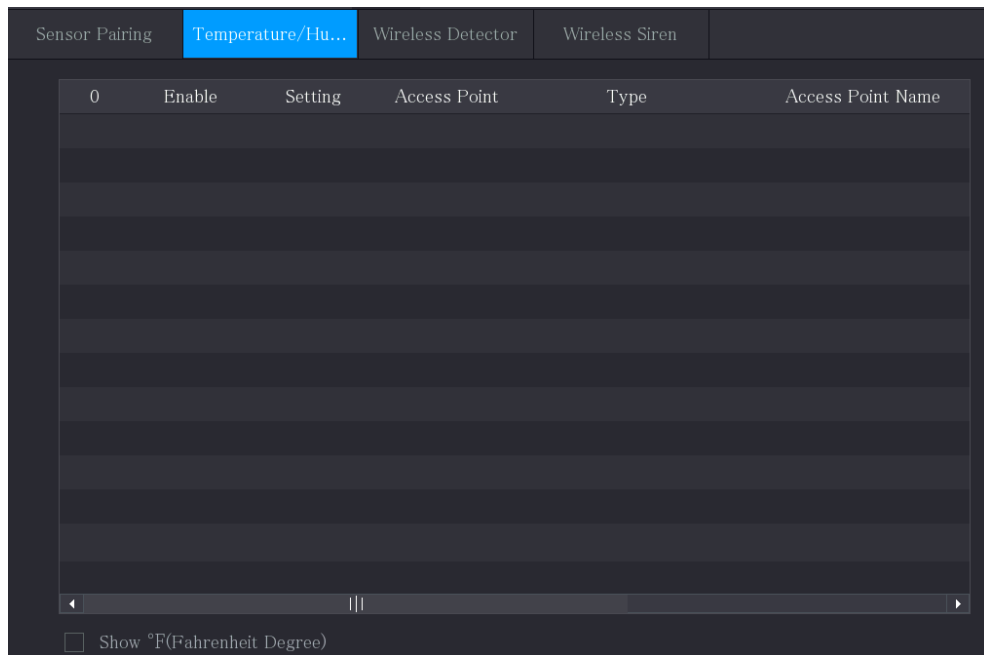 Sensor Pairing Temperature/Hu... Wireless Detector Wireless Siren
0 Enable Setting Access Point Type Access Point Name
Show °F(Fahrenheit Degree)